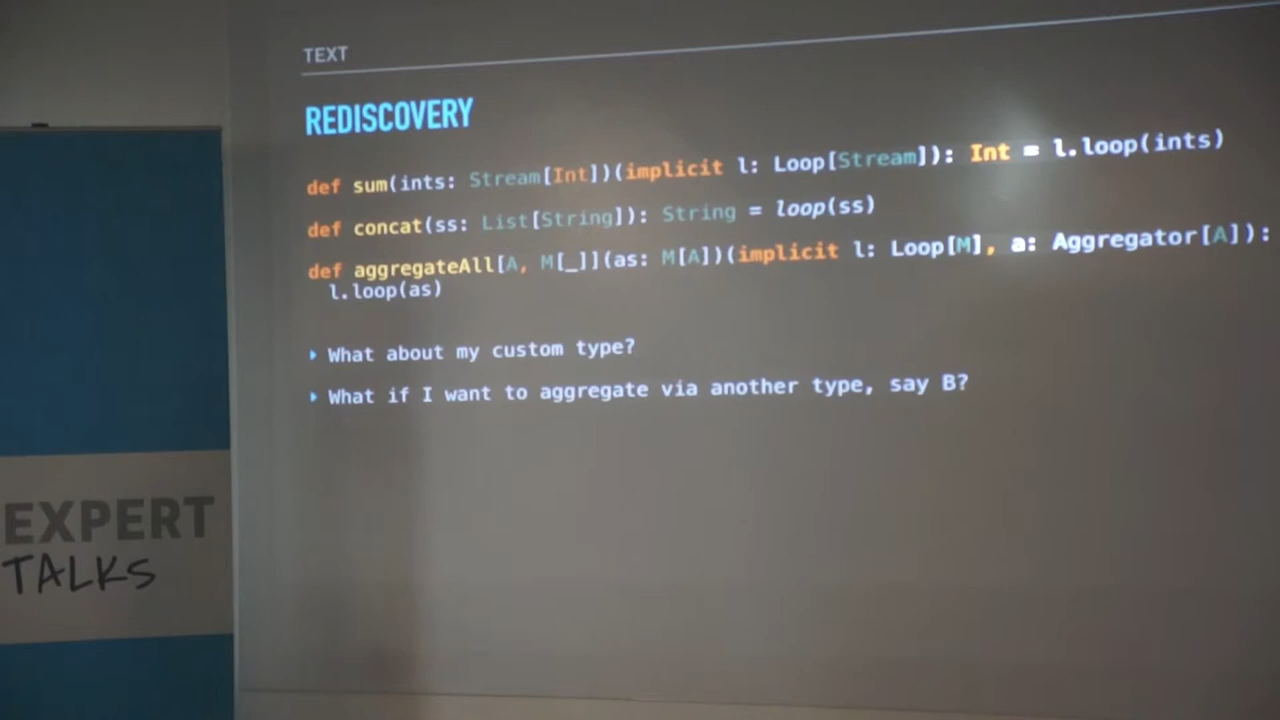 TEXT
REDISCOVERY
def sum(ints: Stream[Int])(implicit l: Loop[Stream]): Int = l.loop(ints)
def concat(ss: List[String]): String = loop(ss)
def aggregateAll[A, M[_]](as: M[A])(implicit l: Loop[M], a: Aggregator[A]):
l.loop(as)
▸ What about my custom type?
▸ What if I want to aggregate via another type, say B?
EXPERT
TALKS